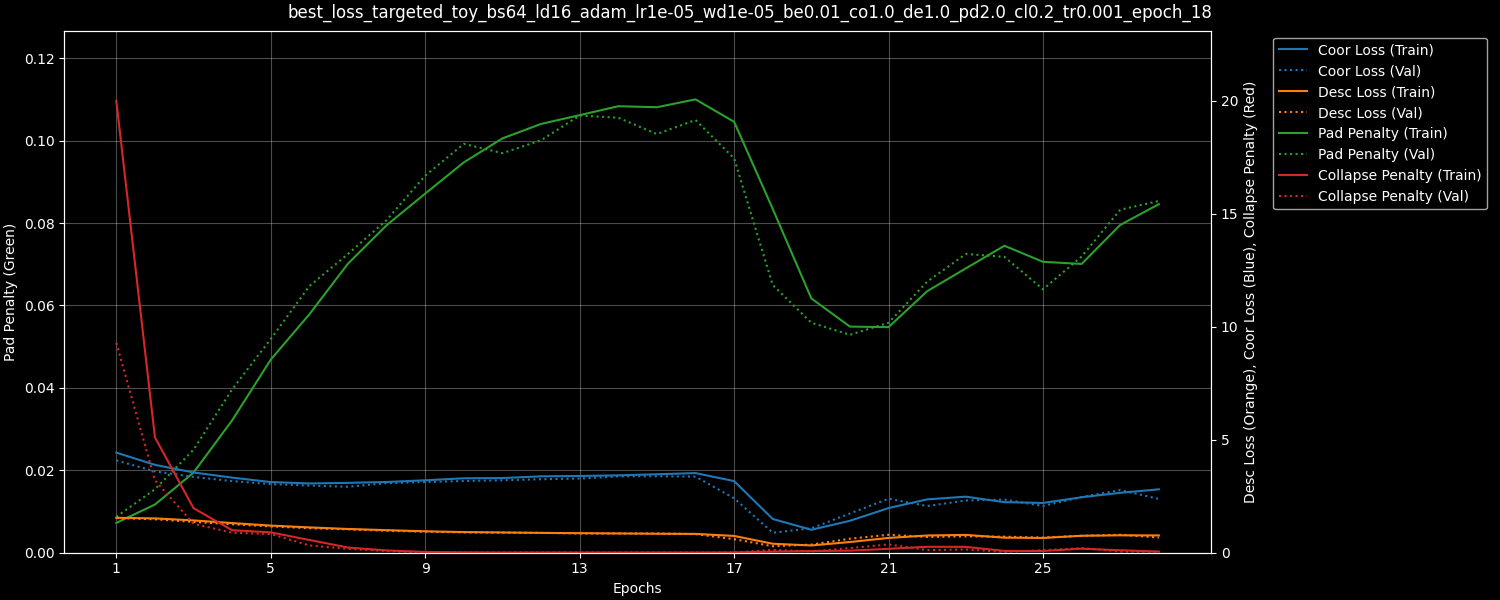 best_loss_targeted_toy_bs64_ld16_adam_lr1e-05_wd1e-05_be0.01_co1.0_de1.0_pd2.0_cl0.2_tr0.001_epoch_18
Pad Penalty (Green)
0.12
0.10
0.08
0.06
0.04
0.02
0.00
1
5
9
13
17
21
25
Epochs
20
15
10
5
0
Desc Loss (Orange), Coor Loss (Blue), Collapse Penalty (Red)
Coor Loss (Train)
Coor Loss (Val)
Desc Loss (Train)
Desc Loss (Val)
Pad Penalty (Train)
Pad Penalty (Val)
Collapse Penalty (Train)
Collapse Penalty (Val)